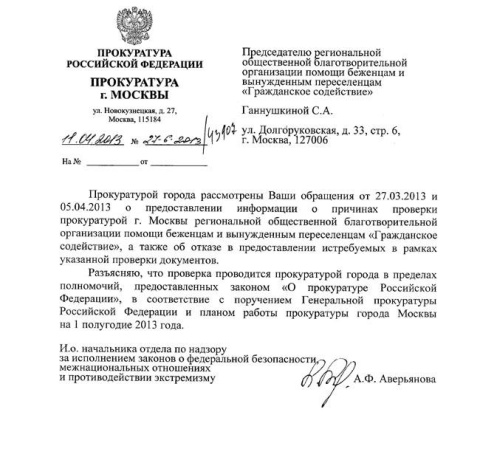 ПРОКУРАТУРА
РОССИЙСКОЙ ФЕДЕРАЦИИ
ПРОКУРАТУРА
г. МОСКВЫ
ул. Новокузнецкая, д. 27,
Москва, 115184
11.04.2013 № 27-6-2013/43107
На № от
Председателю региональной
общественной благотворительной
организации помощи беженцам и
вынужденным переселенцам
«Гражданское содействие»
Ганнушкиной С.А.
ул. Долгоруковская, д. 33, стр. 6,
г. Москва, 127006
Прокуратурой города рассмотрены Ваши обращения от 27.03.2013 и
05.04.2013 о предоставлении информации о причинах проверки
прокуратурой г. Москвы региональной общественной благотворительной
организации помощи беженцам и вынужденным переселенцам «Гражданское
содействие», а также об отказе в предоставлении истребуемых в рамках
указанной проверки документов.
Разъясняю, что проверка проводится прокуратурой города в пределах
полномочий, предоставленных законом «О прокуратуре Российской
Федерации», в соответствие с поручением Генеральной прокуратуры
Российской Федерации и планом работы прокуратуры города Москвы
на 1 полугодие 2013 года.
И.о. начальника отдела по надзору
за исполнением законов о федеральной безопасности,
межнациональных отношениях
и противодействии экстремизму
А.Ф. Аверьянова